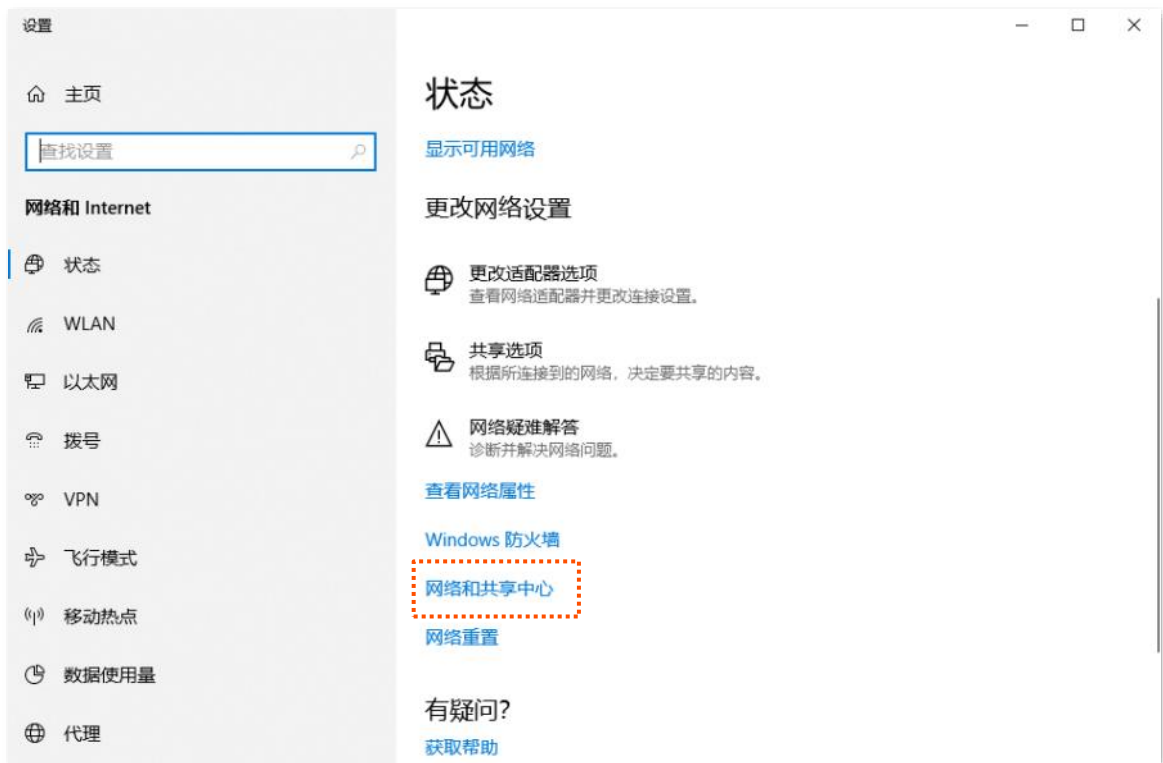 设置
主页
查找设置
网络和 Internet
状态
WLAN
以太网
拨号
VPN
飞行模式
移动热点
数据使用量
代理
状态
显示可用网络
更改网络设置
更改适配器选项
查看网络适配器并更改连接设置。
共享选项
根据所连接到的网络，决定要共享的内容。
网络疑难解答
诊断并解决网络问题。
查看网络属性
Windows 防火墙
网络和共享中心
网络重置
有疑问?
获取帮助